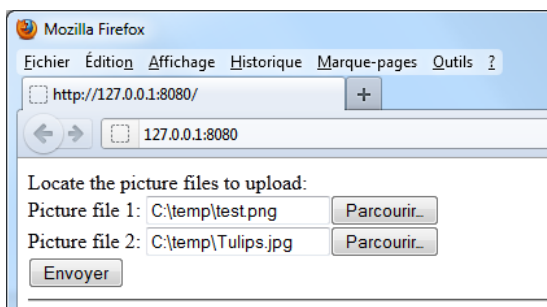 Mozilla Firefox
Fichier Édition Affichage Historique Marque-pages Outils ?
http://127.0.0.1:8080/ +
127.0.0.1:8080
Locate the picture files to upload:
Picture file 1: C:\temp\test.png Parcourir...
Picture file 2: C:\temp\Tulips.jpg Parcourir...
Envoyer